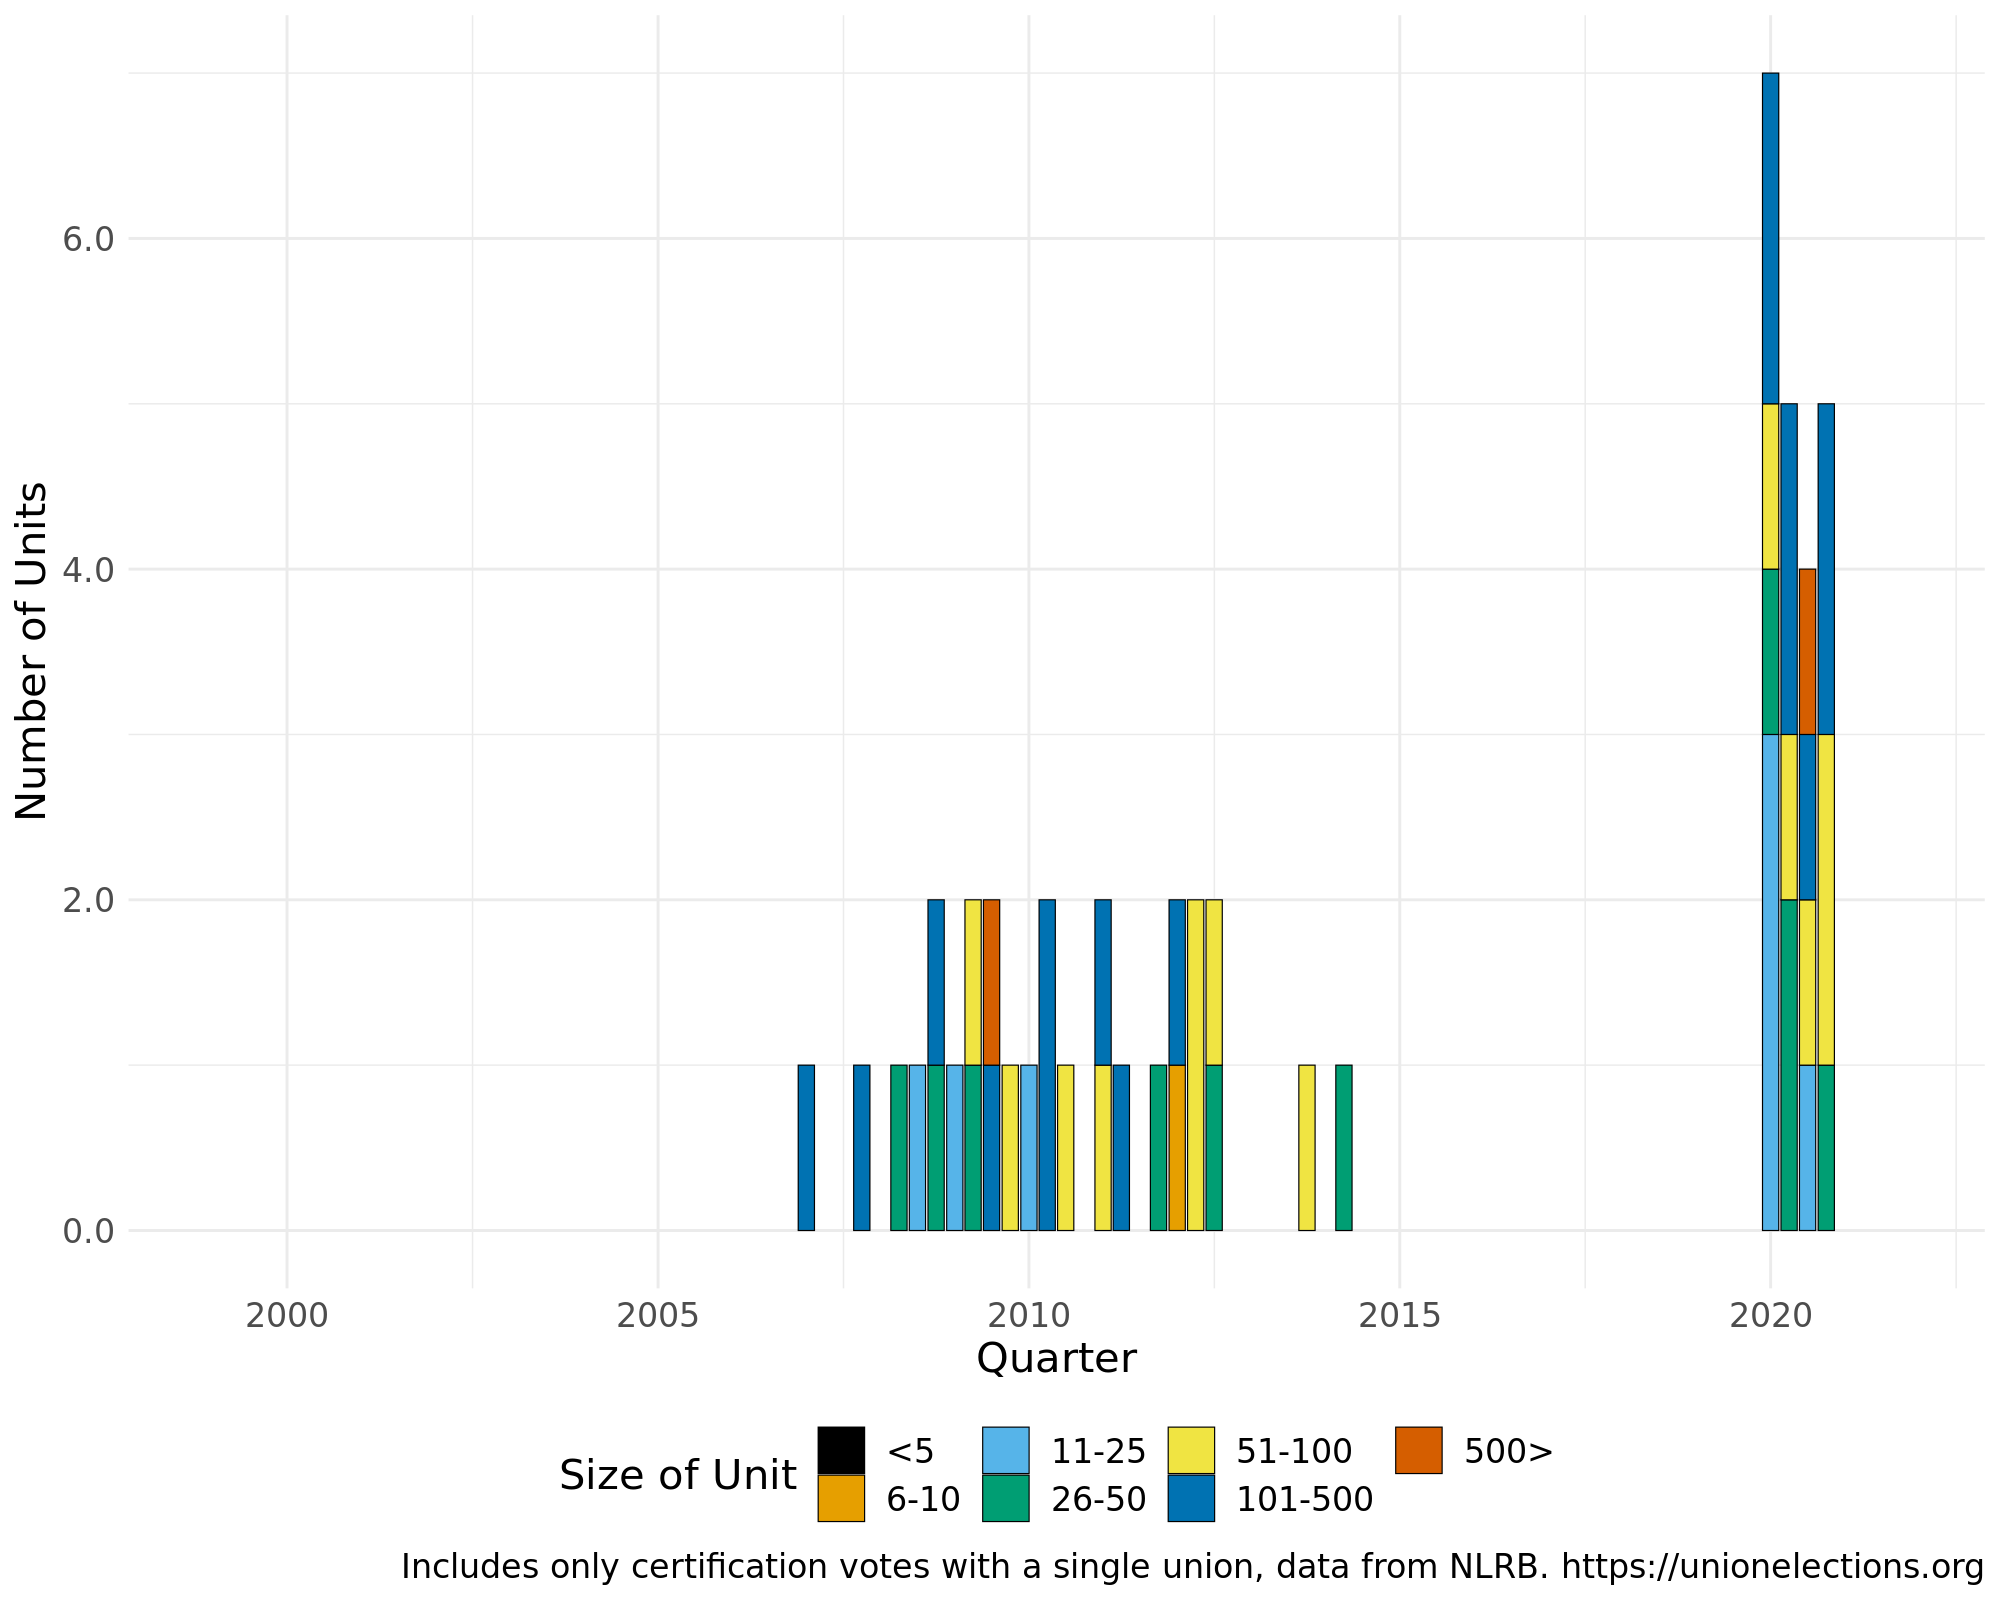 6.0
4.0
2.0
0.0
Number of Units
2000 2005 2010 2015 2020
Quarter
Size of Unit
<5 11-25 51-100 500>
6-10 26-50 101-500
Includes only certification votes with a single union, data from NLRB. https://unionelections.org